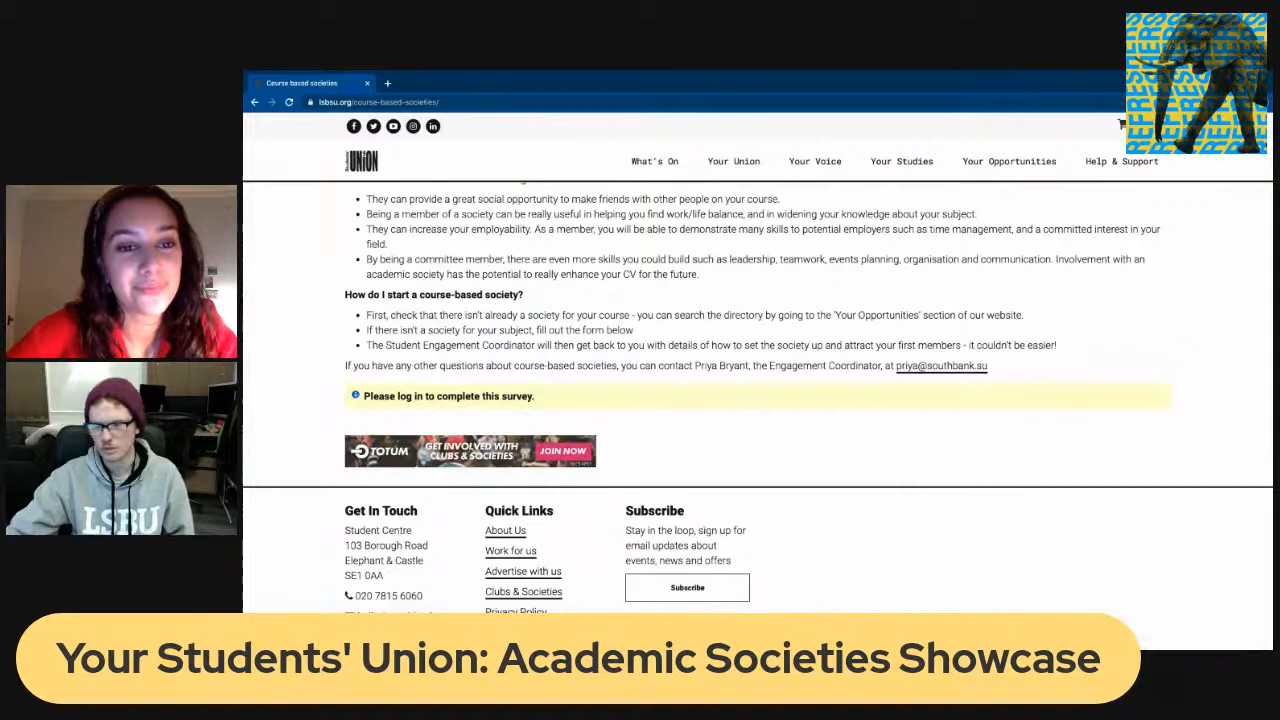 REFRESHERS
Course based societies
lsbsu.org/course-based-societies/
Students' UNION
What's On Your Union Your Voice Your Studies Your Opportunities Help & Support
They can provide a great social opportunity to make friends with other people on your course.
Being a member of a society can be really useful in helping you find work/life balance, and in widening your knowledge about your subject.
They can increase your employability. As a member, you will be able to demonstrate many skills to potential employers such as time management, and a committed interest in your
field.
By being a committee member, there are even more skills you could build such as leadership, teamwork, events planning, organisation and communication. Involvement with an
academic society has the potential to really enhance your CV for the future.
How do I start a course-based society?
First, check that there isn't already a society for your course - you can search the directory by going to the 'Your Opportunities' section of our website.
If there isn't a society for your subject, fill out the form below
The Student Engagement Coordinator will then get back to you with details of how to set the society up and attract your first members - it couldn't be easier!
If you have any other questions about course-based societies, you can contact Priya Bryant, the Engagement Coordinator, at priya@southbank.su
Please log in to complete this survey.
TOTUM GET INVOLVED WITH CLUBS & SOCIETIES JOIN NOW
Get In Touch
Student Centre
103 Borough Road
Elephant & Castle
SE1 0AA
020 7815 6060
Quick Links
About Us
Work for us
Advertise with us
Clubs & Societies
Privacy Policy
Subscribe
Stay in the loop, sign up for
email updates about
events, news and offers
Subscribe
LSBU
Your Students' Union: Academic Societies Showcase